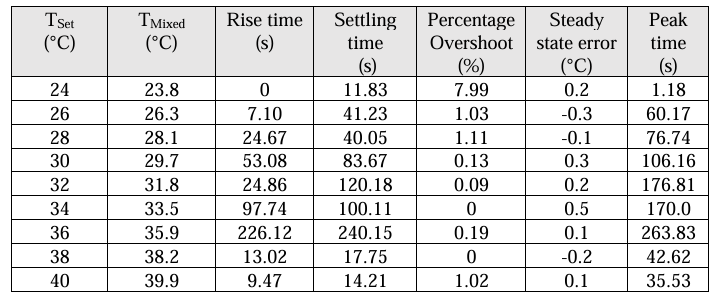 T_Set (°C) T_Mixed (°C) Rise time (s) Settling time (s) Percentage Overshoot (%) Steady state error (°C) Peak time (s)
24 23.8 0 11.83 7.99 0.2 1.18
26 26.3 7.10 41.23 1.03 -0.3 60.17
28 28.1 24.67 40.05 1.11 -0.1 76.74
30 29.7 53.08 83.67 0.13 0.3 106.16
32 31.8 24.86 120.18 0.09 0.2 176.81
34 33.5 97.74 100.11 0 0.5 170.0
36 35.9 226.12 240.15 0.19 0.1 263.83
38 38.2 13.02 17.75 0 -0.2 42.62
40 39.9 9.47 14.21 1.02 0.1 35.53